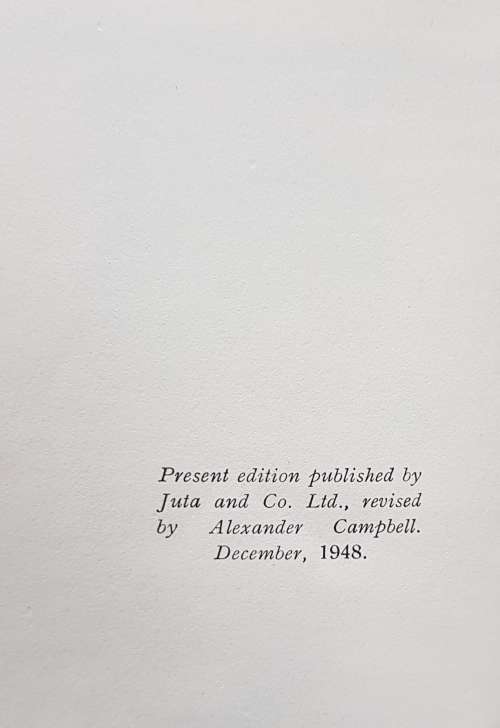 Present edition published by
Juta and Co. Ltd., revised
by Alexander Campbell.
December, 1948.